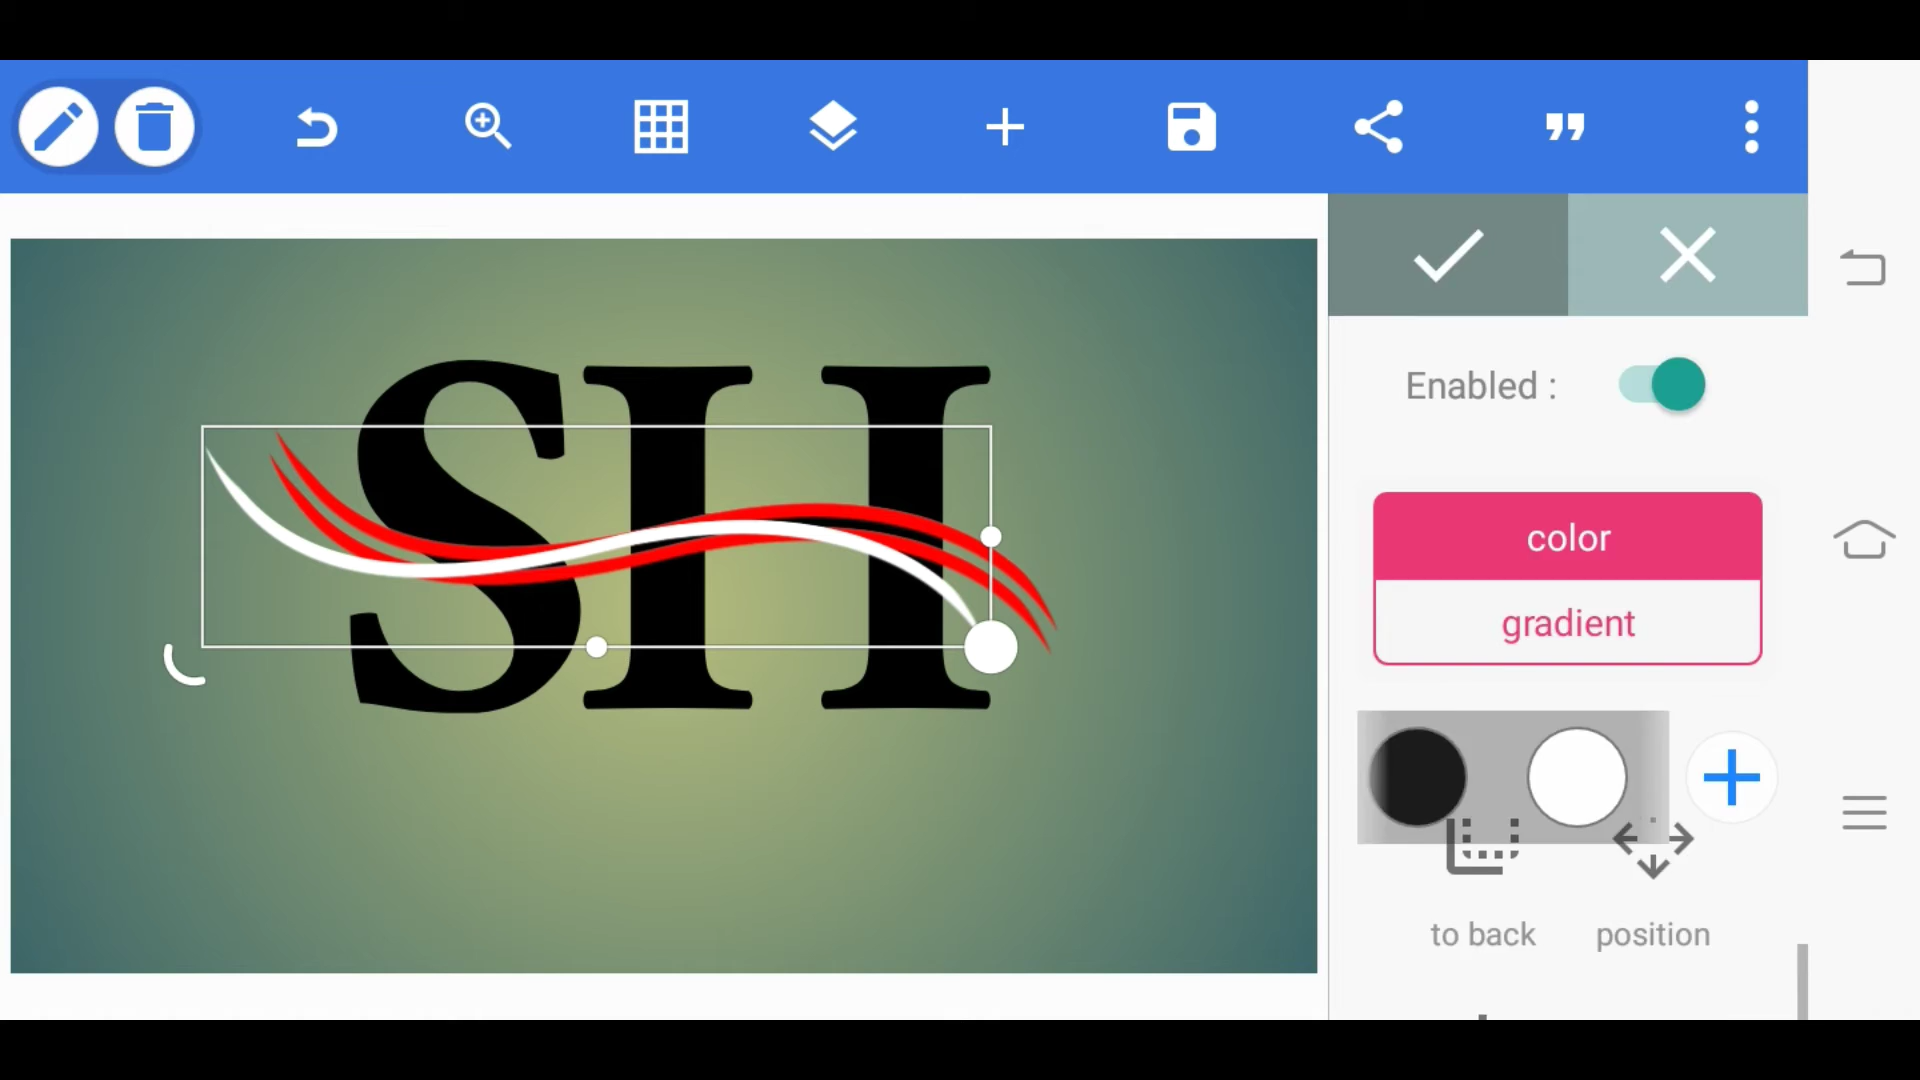 SH
Enabled :
color
gradient
to back
position